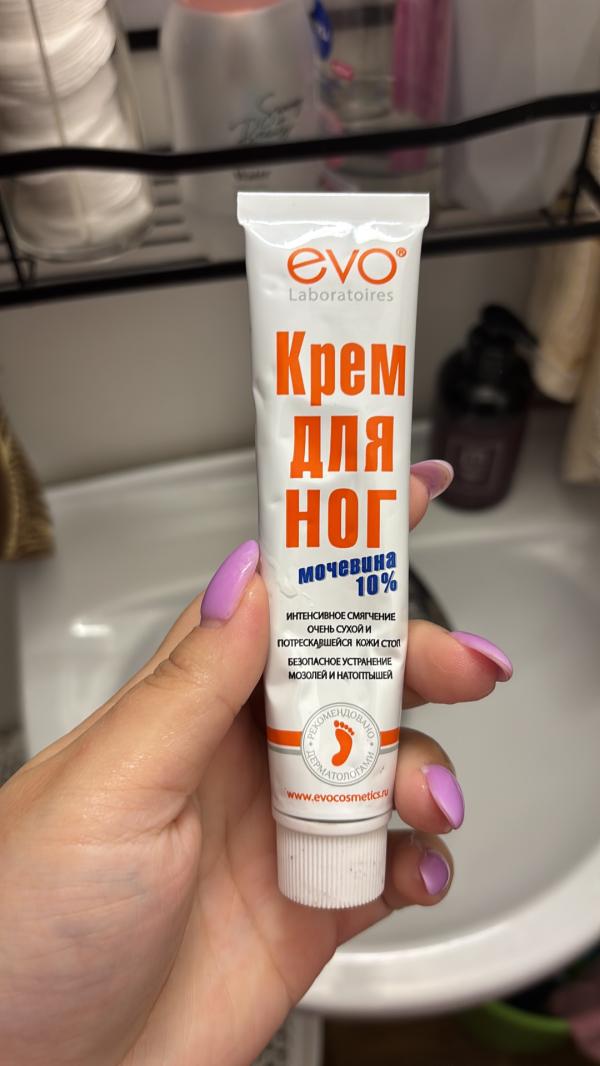 evo®
Laboratoires
Крем
для
ног
мочевина
10%
ИНТЕНСИВНОЕ СМЯГЧЕНИЕ
ОЧЕНЬ СУХОЙ И
ПОТРЕСКАВШЕЙСЯ КОЖИ СТОП
БЕЗОПАСНОЕ УСТРАНЕНИЕ
МОЗОЛЕЙ И НАТОПТЫШЕЙ
• РЕКОМЕНДОВАНО •
ДЕРМАТОЛОГАМИ
www.evocosmetics.ru